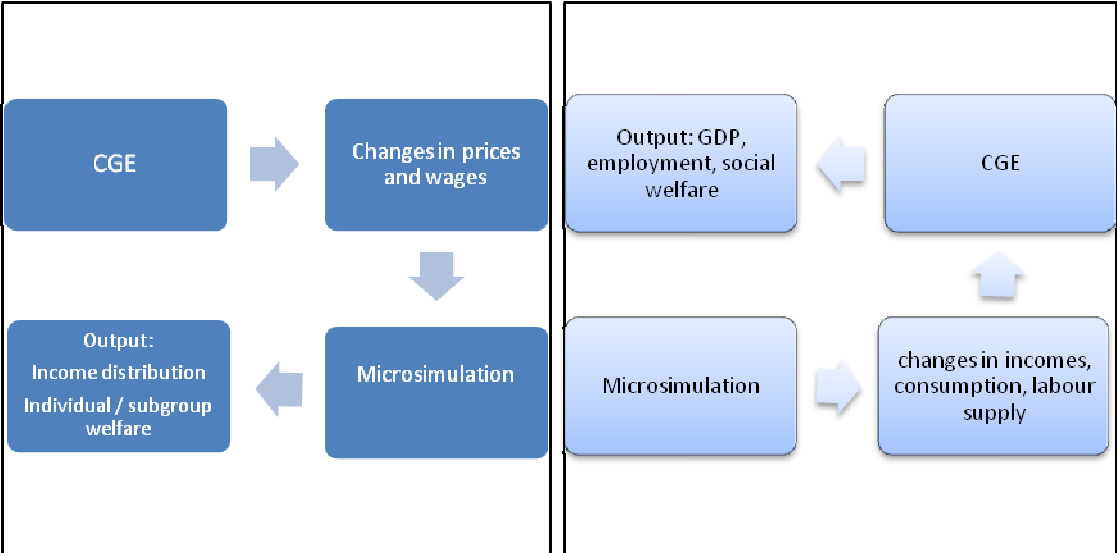 CGE
Changes in prices
and wages
Output:
Income distribution
Individual / subgroup
welfare
Microsimulation
Output: GDP,
employment, social
welfare
CGE
Microsimulation
changes in incomes,
consumption, labour
supply